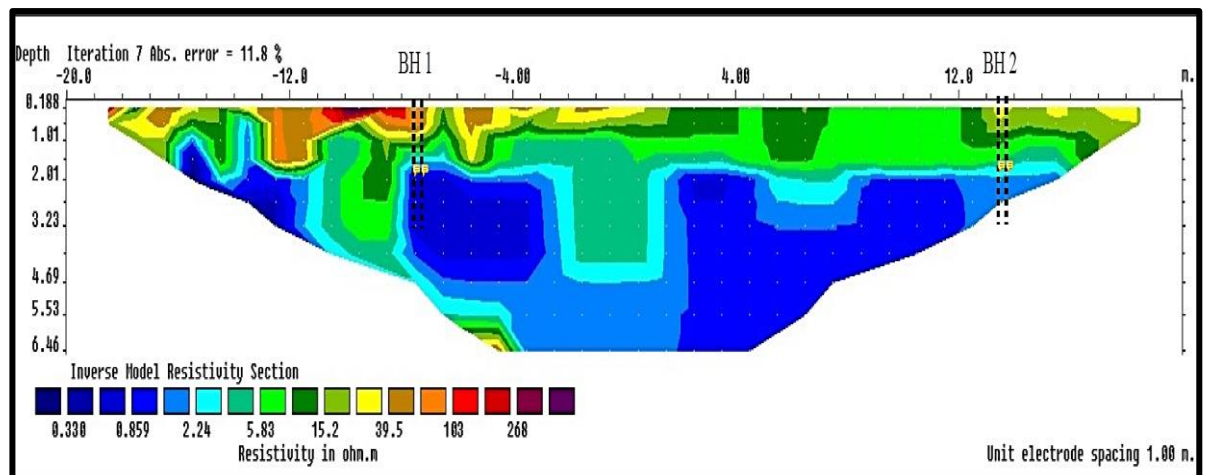 Depth Iteration 7 Abs. error = 11.8 %
BH 1
BH 2
-20.0 -12.0 -4.00 4.00 12.0 m.
0.188
1.01
2.01
3.23
4.69
5.53
6.46
Inverse Model Resistivity Section
0.330 0.859 2.24 5.83 15.2 39.5 103 268
Resistivity in ohm.m
Unit electrode spacing 1.00 m.